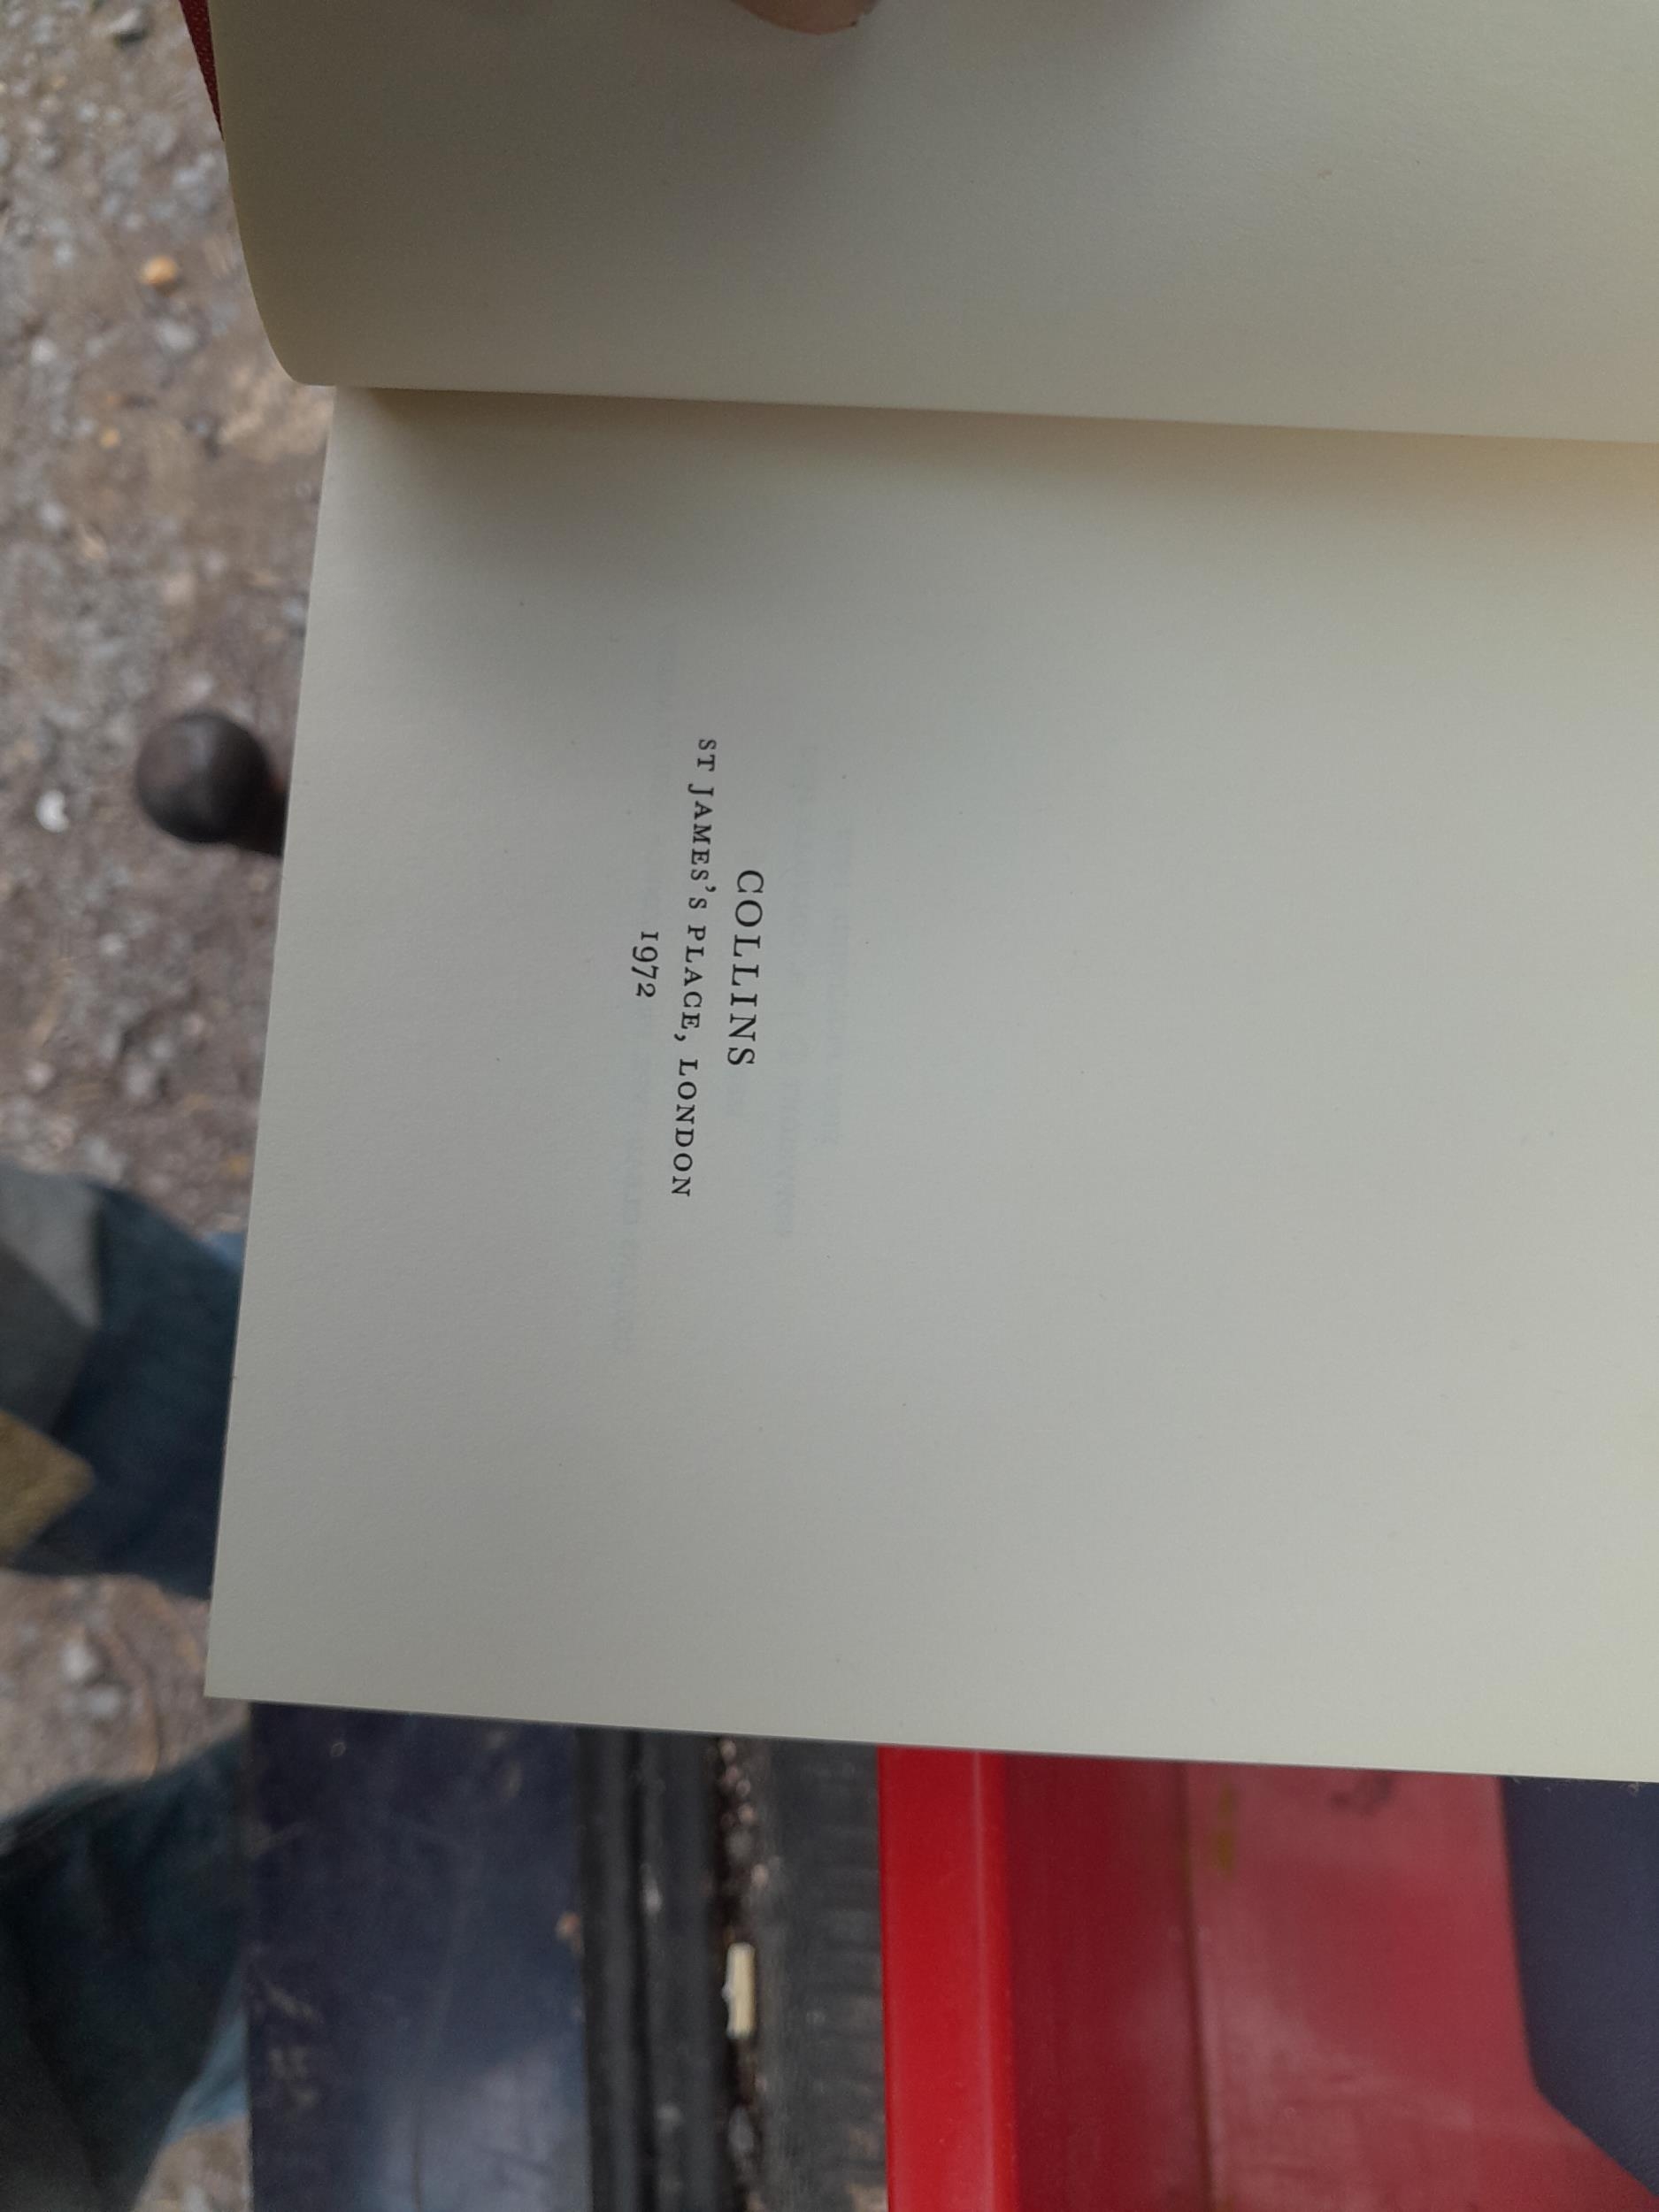 COLLINS
ST JAMES'S PLACE, LONDON
1972